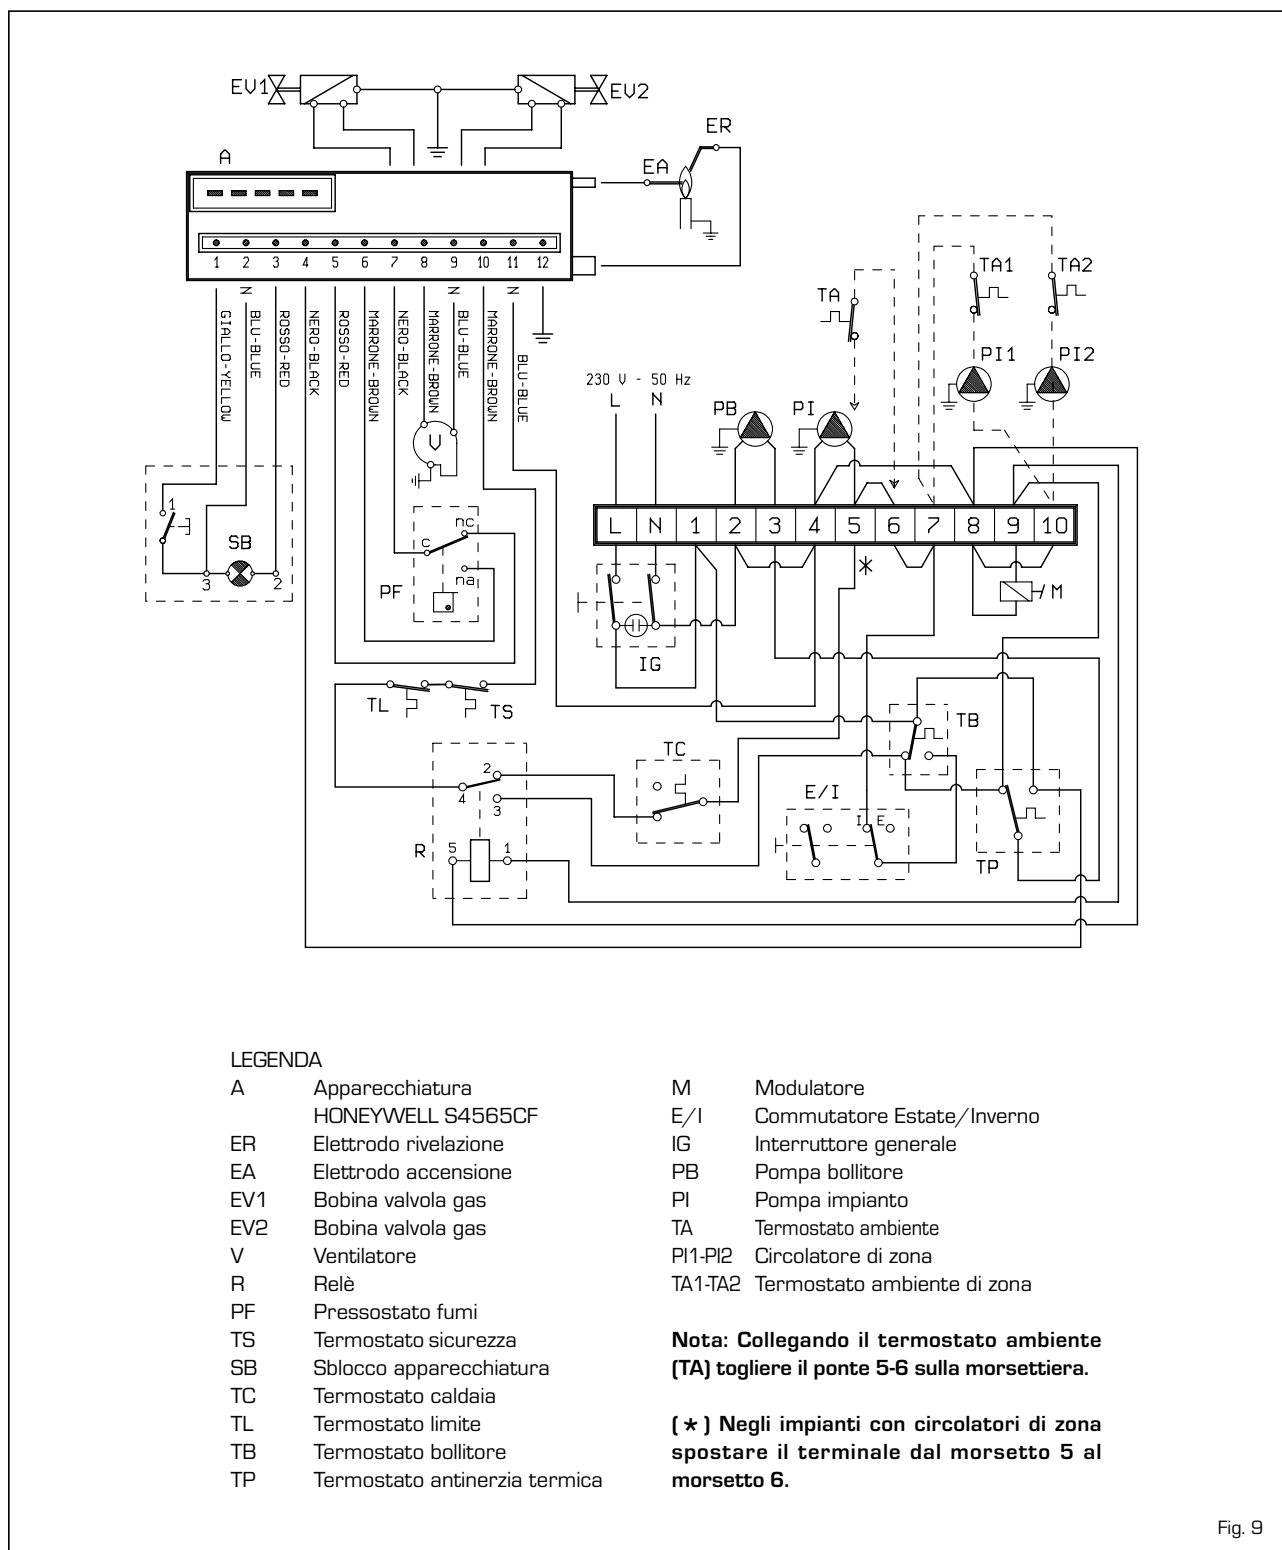 EV1
EV2
ER
EA
A
1 2 3 4 5 6 7 8 9 10 11 12
N
N
N
GIALLO-YELLOW
BLU-BLUE
ROSSO-RED
NERO-BLACK
ROSSO-RED
MARRONE-BROWN
NERO-BLACK
MARRONE-BROWN
BLU-BLUE
MARRONE-BROWN
BLU-BLUE
TA
TA1
TA2
PI1
PI2
230 V - 50 Hz
L N
PB
PI
V
1
SB
3 2
nc
c
na
PF
L N 1 2 3 4 5 6 7 8 9 10
*
M
IG
TL
TS
TB
TC
2
4
3
R
5 1
E/I
I E
TP
LEGENDA
A Apparecchiatura
HONEYWELL S4565CF
ER Elettrodo rivelazione
EA Elettrodo accensione
EV1 Bobina valvola gas
EV2 Bobina valvola gas
V Ventilatore
R Relè
PF Pressostato fumi
TS Termostato sicurezza
SB Sblocco apparecchiatura
TC Termostato caldaia
TL Termostato limite
TB Termostato bollitore
TP Termostato antinerzia termica
M Modulatore
E/I Commutatore Estate/Inverno
IG Interruttore generale
PB Pompa bollitore
PI Pompa impianto
TA Termostato ambiente
PI1-PI2 Circolatore di zona
TA1-TA2 Termostato ambiente di zona
Nota: Collegando il termostato ambiente
(TA) togliere il ponte 5-6 sulla morsettiera.
(*) Negli impianti con circolatori di zona
spostare il terminale dal morsetto 5 al
morsetto 6.
Fig. 9